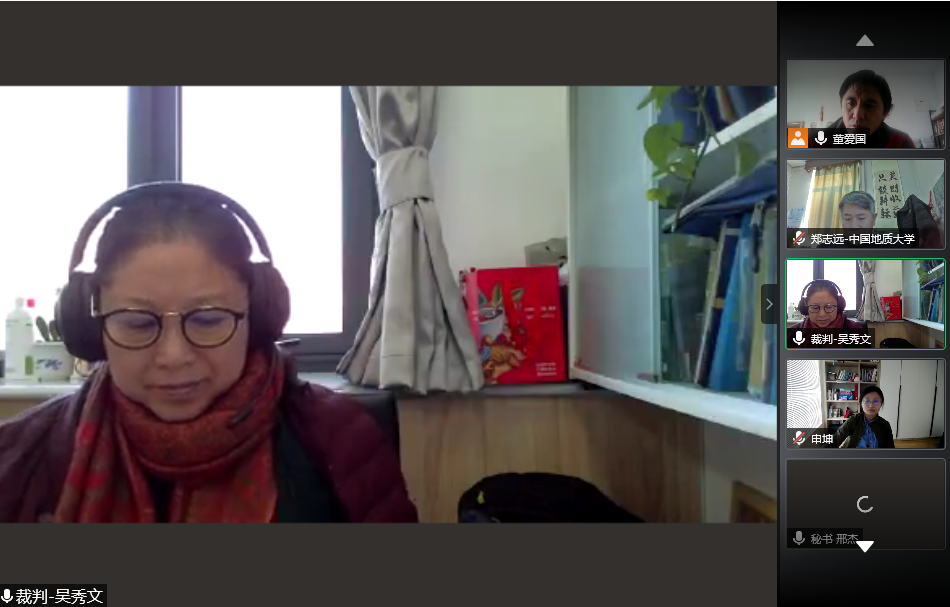 董爱国
郑志远-中国地质大学
裁判-吴秀文
申坤
秘书 邢杰
裁判-吴秀文